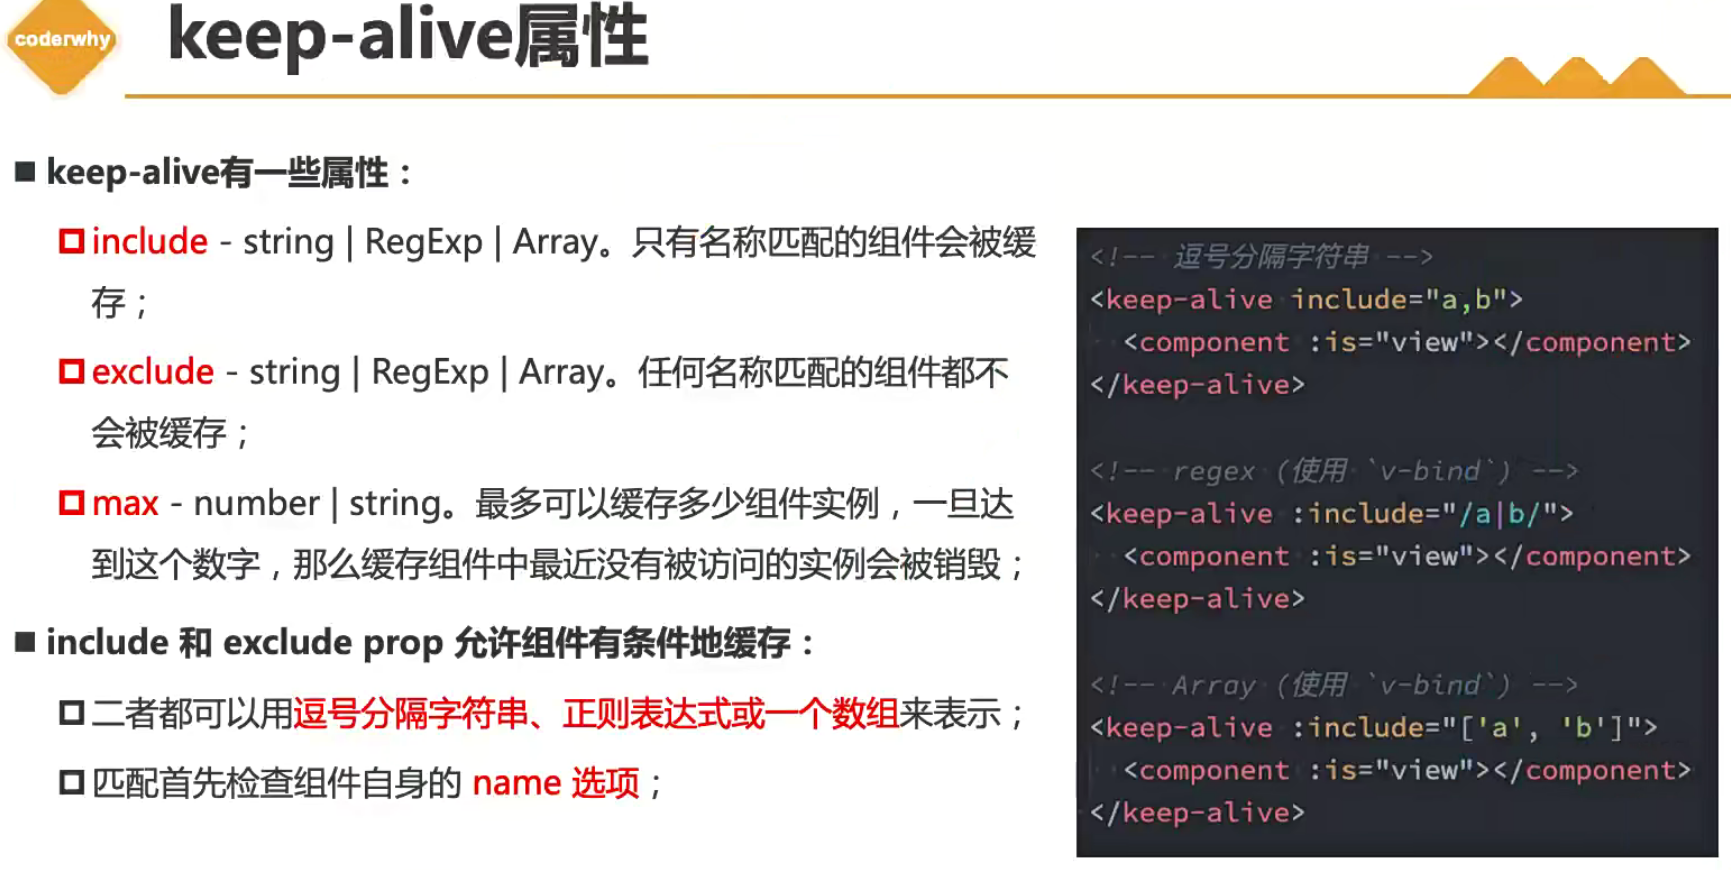 coderwhy
keep-alive属性
keep-alive有一些属性：
include - string | RegExp | Array。只有名称匹配的组件会被缓
存；
exclude - string | RegExp | Array。任何名称匹配的组件都不
会被缓存；
max - number | string。最多可以缓存多少组件实例，一旦达
到这个数字，那么缓存组件中最近没有被访问的实例会被销毁；
include 和 exclude prop 允许组件有条件地缓存：
二者都可以用逗号分隔字符串、正则表达式或一个数组来表示；
匹配首先检查组件自身的 name 选项；
<!-- 逗号分隔字符串 -->
<keep-alive include="a,b">
  <component :is="view"></component>
</keep-alive>
<!-- regex (使用 `v-bind`) -->
<keep-alive :include="/a|b/">
  <component :is="view"></component>
</keep-alive>
<!-- Array (使用 `v-bind`) -->
<keep-alive :include="['a', 'b']">
  <component :is="view"></component>
</keep-alive>